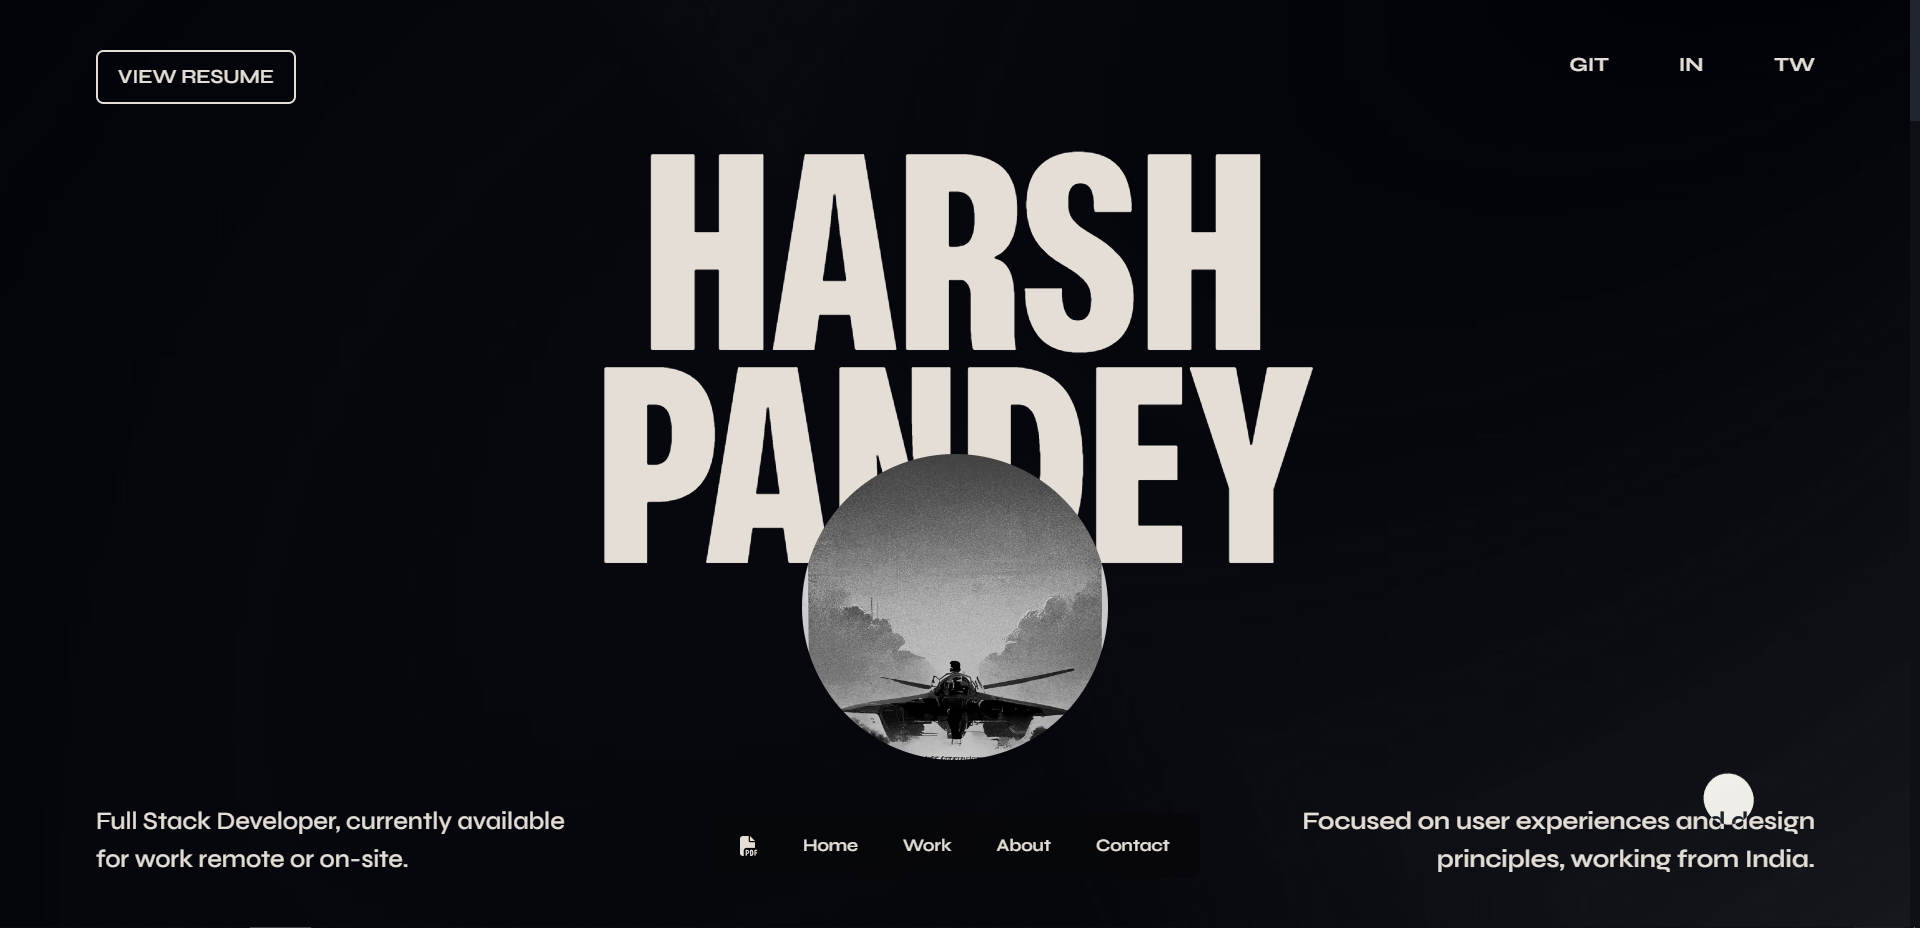 VIEW RESUME
GIT IN TW
HARSH
PANDEY
Full Stack Developer, currently available
for work remote or on-site.
PDF
Home Work About Contact
Focused on user experiences and design
principles, working from India.